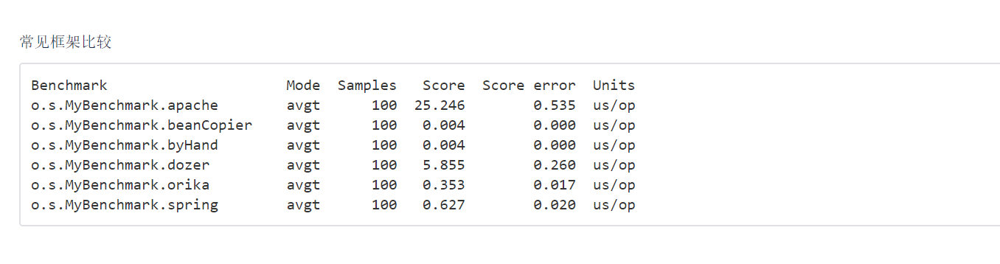 常见框架比较
Benchmark Mode Samples Score Score error Units
o.s.MyBenchmark.apache avgt 100 25.246 0.535 us/op
o.s.MyBenchmark.beanCopier avgt 100 0.004 0.000 us/op
o.s.MyBenchmark.byHand avgt 100 0.004 0.000 us/op
o.s.MyBenchmark.dozer avgt 100 5.855 0.260 us/op
o.s.MyBenchmark.orika avgt 100 0.353 0.017 us/op
o.s.MyBenchmark.spring avgt 100 0.627 0.020 us/op